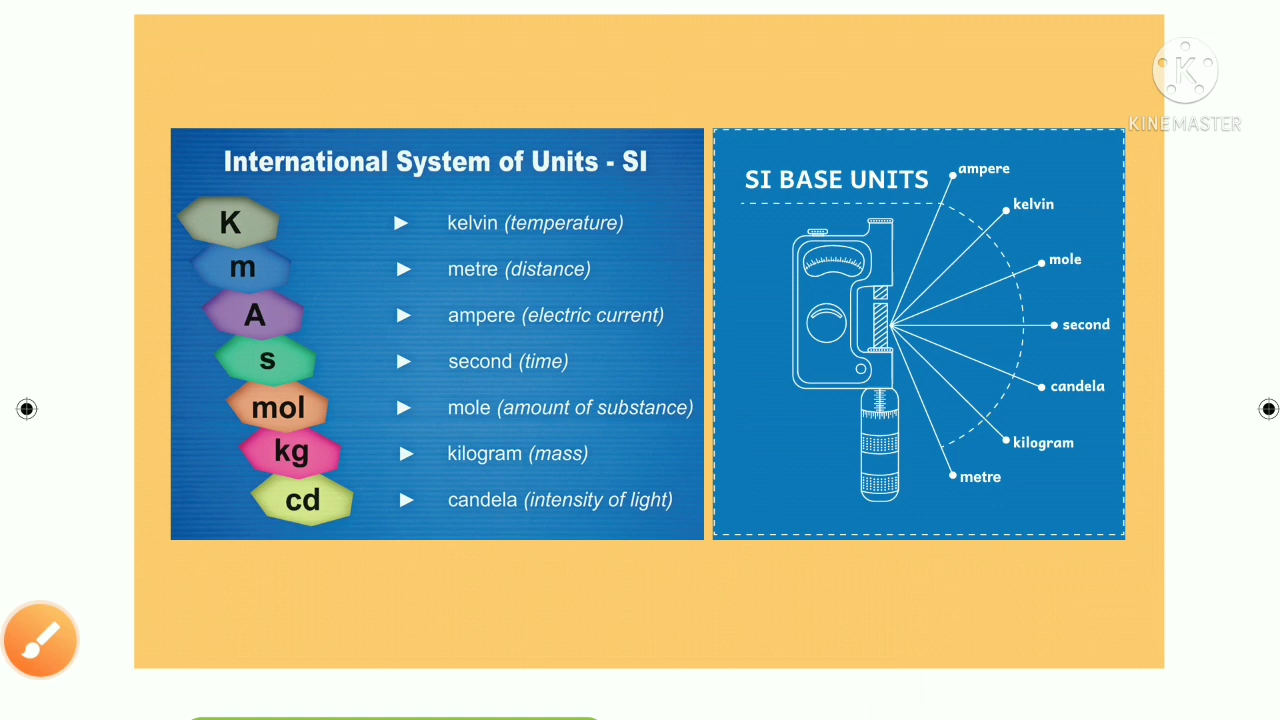 International System of Units - SI
K ► kelvin (temperature)
m ► metre (distance)
A ► ampere (electric current)
s ► second (time)
mol ► mole (amount of substance)
kg ► kilogram (mass)
cd ► candela (intensity of light)
SI BASE UNITS
ampere
kelvin
mole
second
candela
kilogram
metre
K
KINEMASTER